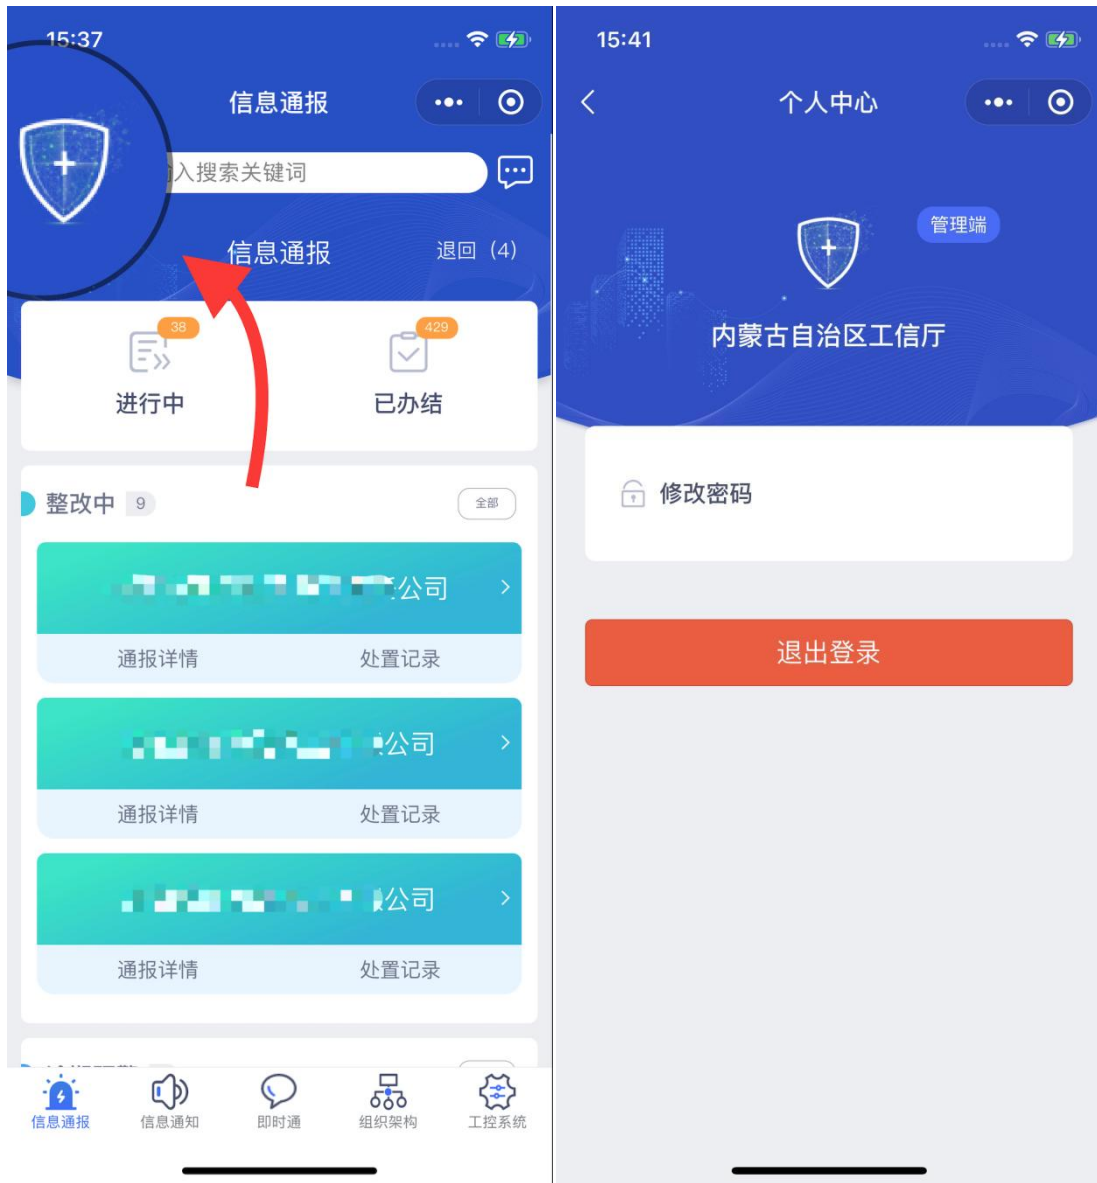 15:37
信息通报
入搜索关键词
信息通报
退回（4）
38
进行中
429
已办结
整改中 9
全部
公司
通报详情 处置记录
公司
通报详情 处置记录
公司
通报详情 处置记录
信息通报
信息通知
即时通
组织架构
工控系统
15:41
个人中心
管理端
内蒙古自治区工信厅
修改密码
退出登录